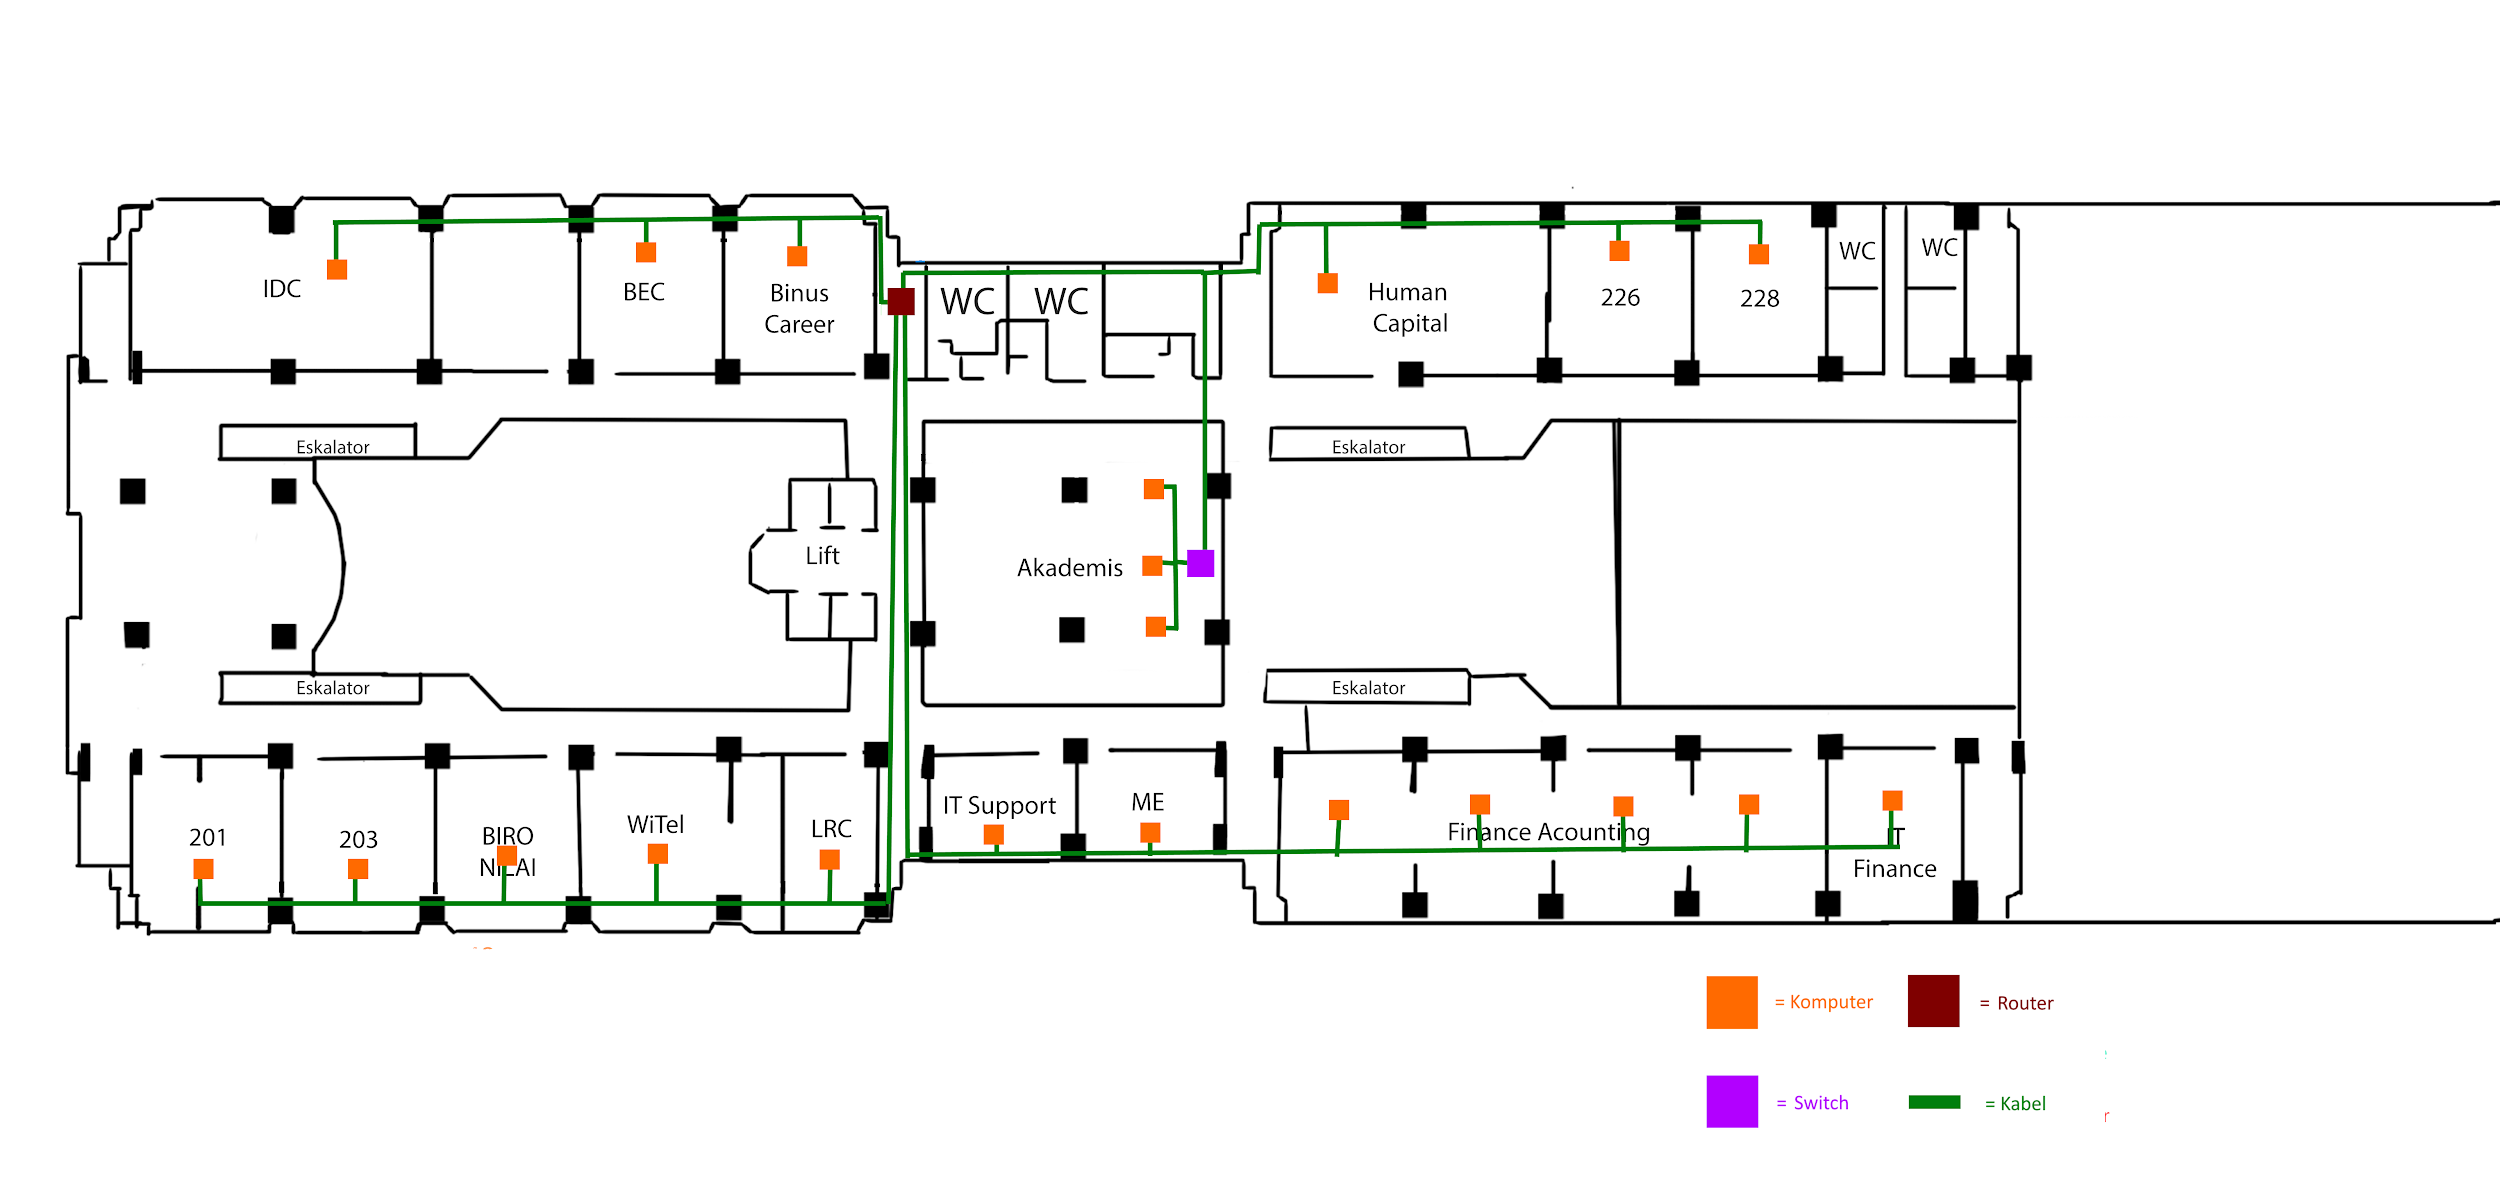 IDC
BEC
Binus
Career
WC
WC
Human
Capital
226
228
WC
WC
Eskalator
Eskalator
Lift
Akademis
Eskalator
Eskalator
201
203
BIRO
NILAI
WiTel
LRC
IT Support
ME
Finance Acounting
IT
Finance
= Komputer
= Router
= Switch
= Kabel